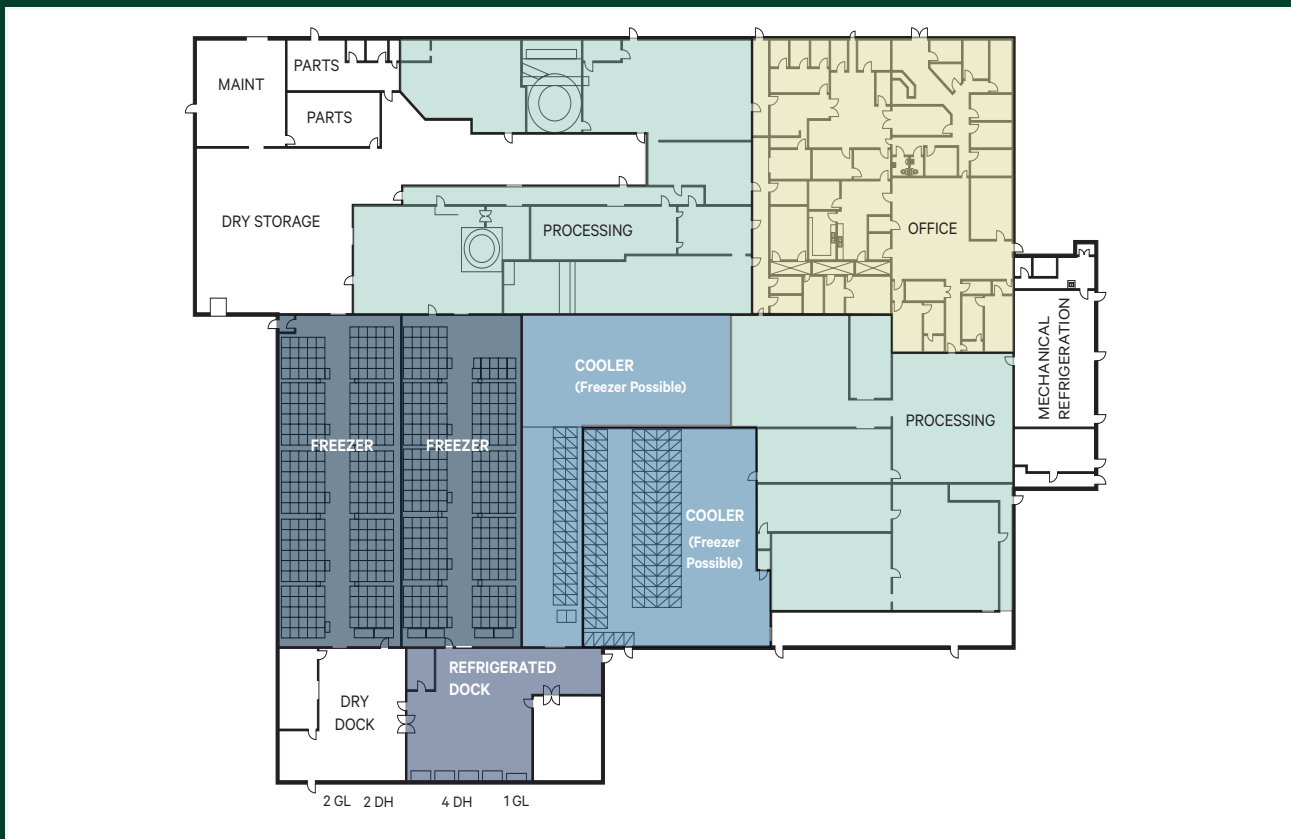 MAINT
PARTS
PARTS
DRY STORAGE
PROCESSING
OFFICE
MECHANICAL
REFRIGERATION
COOLER
(Freezer Possible)
PROCESSING
FREEZER
FREEZER
COOLER
(Freezer
Possible)
REFRIGERATED
DOCK
DRY
DOCK
2 GL 2 DH 4 DH 1 GL